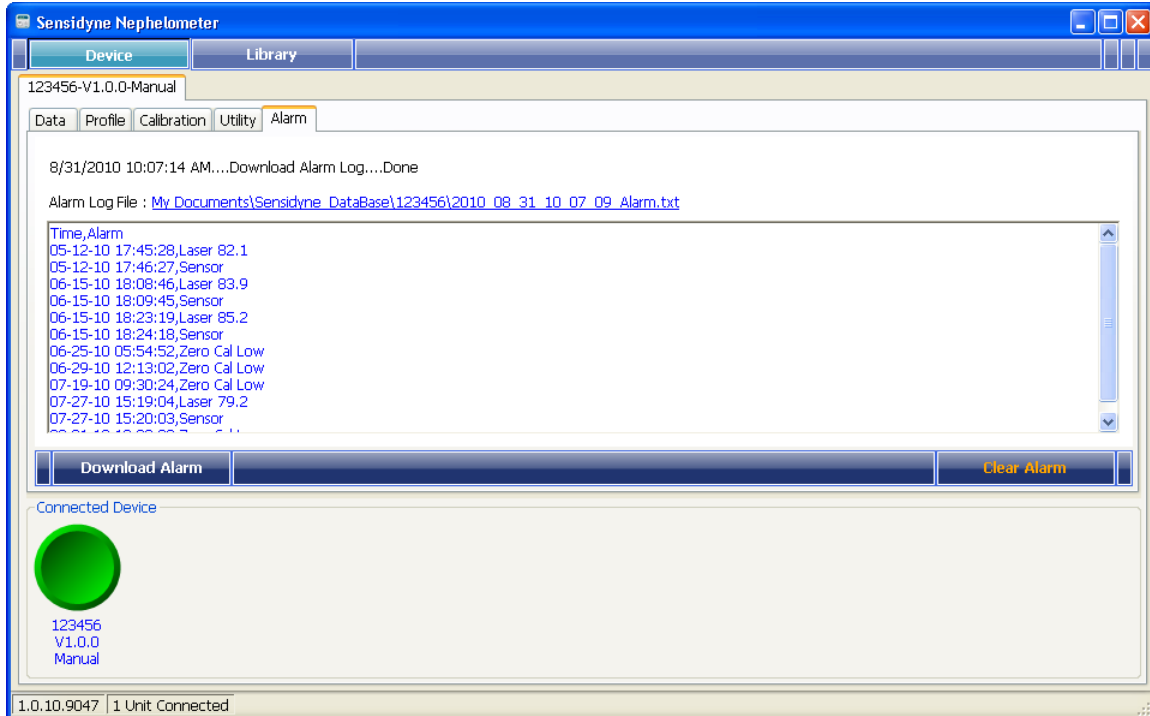 Sensidyne Nephelometer
Device Library
123456-V1.0.0-Manual
Data Profile Calibration Utility Alarm
8/31/2010 10:07:14 AM....Download Alarm Log....Done
Alarm Log File : My Documents\Sensidyne_DataBase\123456\2010_08_31_10_07_09_Alarm.txt
Time,Alarm
05-12-10 17:45:28,Laser 82.1
05-12-10 17:46:27,Sensor
06-15-10 18:08:46,Laser 83.9
06-15-10 18:09:45,Sensor
06-15-10 18:23:19,Laser 85.2
06-15-10 18:24:18,Sensor
06-25-10 05:54:52,Zero Cal Low
06-29-10 12:13:02,Zero Cal Low
07-19-10 09:30:24,Zero Cal Low
07-27-10 15:19:04,Laser 79.2
07-27-10 15:20:03,Sensor
Download Alarm Clear Alarm
Connected Device
123456
V1.0.0
Manual
1.0.10.9047 1 Unit Connected